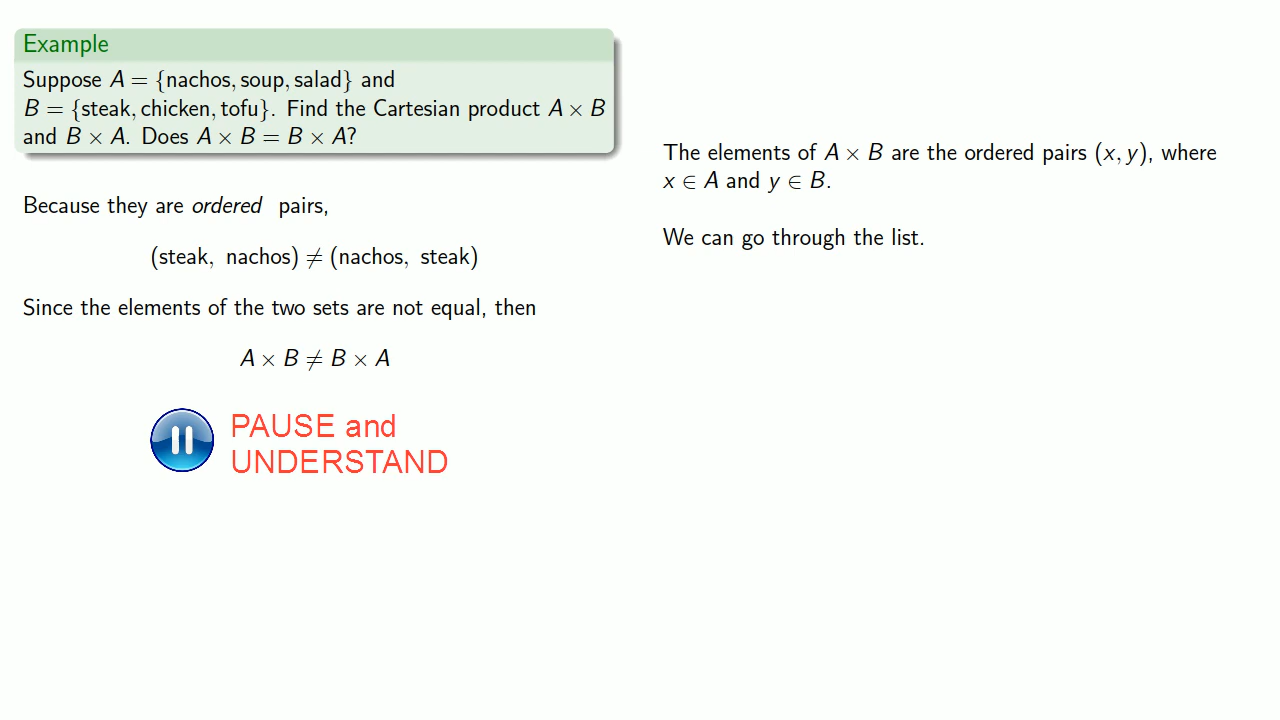 Example
Suppose A = {nachos, soup, salad} and
B = {steak, chicken, tofu}. Find the Cartesian product A × B
and B × A. Does A × B = B × A?
Because they are ordered pairs,
(steak, nachos) ≠ (nachos, steak)
Since the elements of the two sets are not equal, then
A × B ≠ B × A
PAUSE and
UNDERSTAND
The elements of A × B are the ordered pairs (x, y), where
x ∈ A and y ∈ B.
We can go through the list.